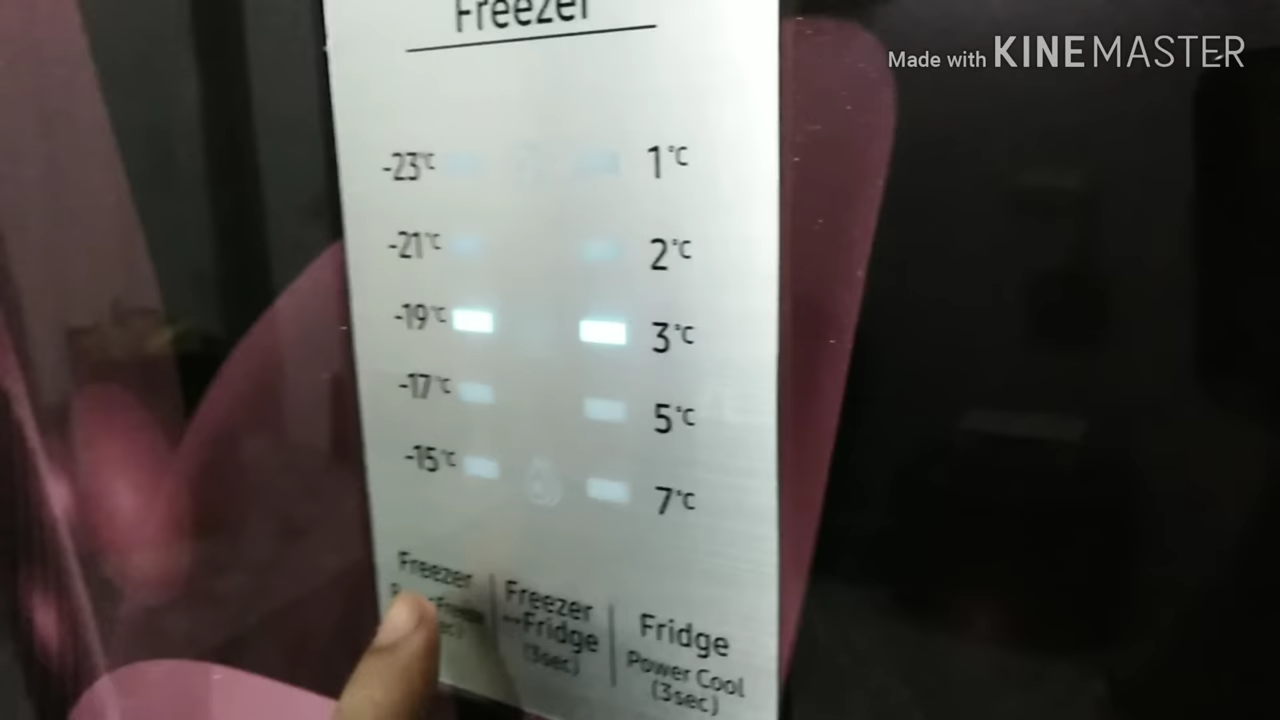 Freezer
Made with KINEMASTER
-23°C 1°C
-21°C 2°C
-19°C 3°C
-17°C 5°C
-15°C 7°C
Freezer
Freezer
Fridge
(3sec)
Fridge
Power Cool
(3sec)